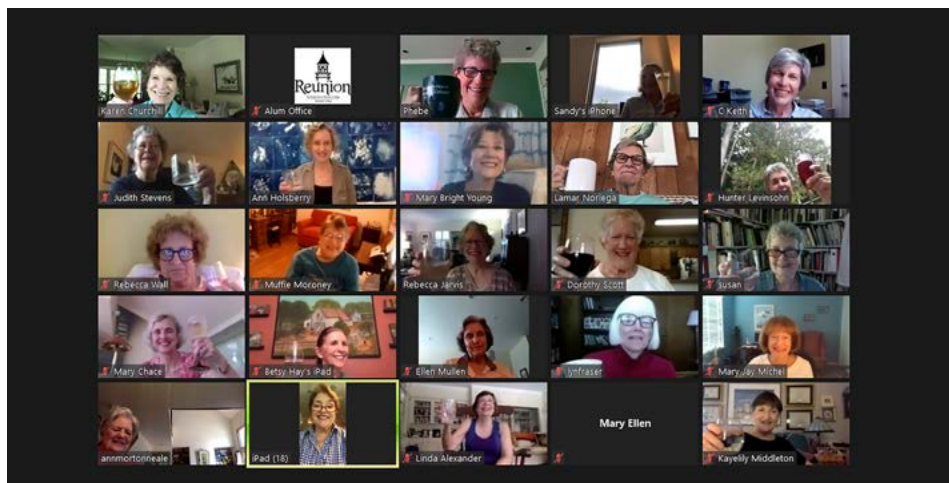 Karen Churchill
Reunion
Alum Office
Phebe
Sandy's iPhone
C Keith
Judith Stevens
Ann Holsberry
Mary Bright Young
Lamar Noriega
Hunter Levinsohn
Rebecca Wall
Muffie Moroney
Rebecca Jarvis
Dorothy Scott
susan
Mary Chace
Betsy Hay's iPad
Ellen Mullen
lynfraser
Mary Jay Michel
annmortonneale
iPad (18)
Linda Alexander
Mary Ellen
Kayelily Middleton